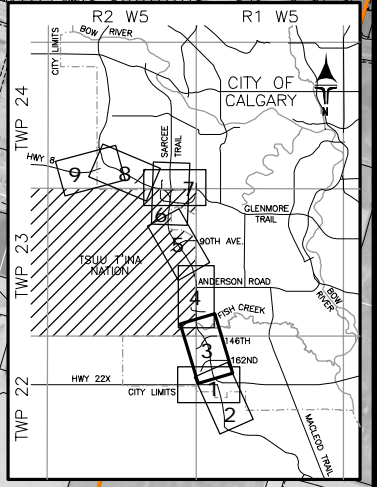 R2 W5
R1 W5
BOW RIVER
CITY LIMITS
CITY OF
CALGARY
N
TWP 24
SARCEE
TRAIL
HWY 8
9
8
7
6
GLENMORE
TRAIL
5
90TH AVE.
TSUU T'INA
NATION
TWP 23
ANDERSON ROAD
4
BOW
RIVER
FISH CREEK
146TH
3
162ND
HWY 22X
CITY LIMITS
1
2
TWP 22
MACLEOD TRAIL